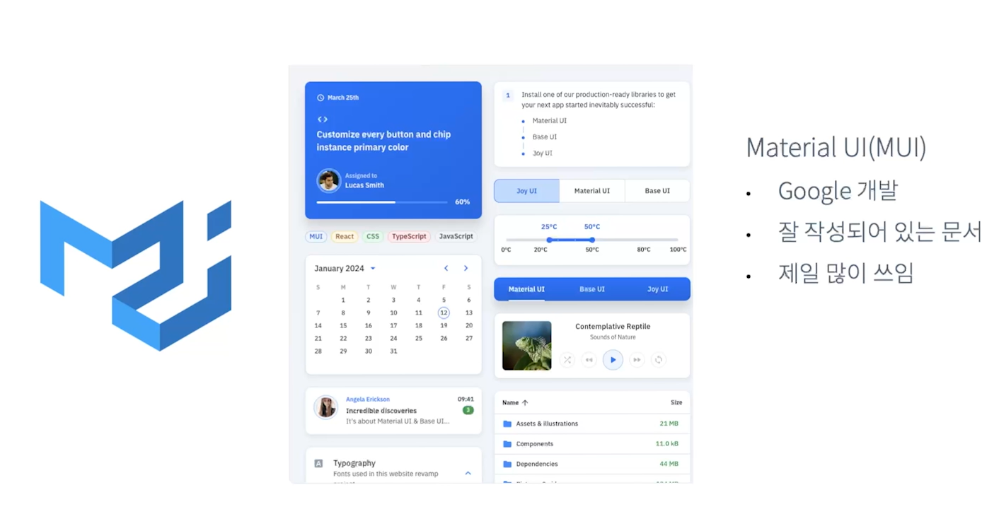 March 25th
Customize every button and chip
instance primary color
Assigned to
Lucas Smith
60%
MUI React CSS TypeScript JavaScript
January 2024
S M T W T F S
1 2 3 4 5 6
7 8 9 10 11 12 13
14 15 16 17 18 19 20
21 22 23 24 25 26 27
28 29 30 31
Angela Erickson 09:41
Incredible discoveries 3
It's about Material UI & Base UI...
A Typography
Fonts used in this website revamp
1 Install one of our production-ready libraries to get
your next app started inevitably successful:
Material UI
Base UI
Joy UI
Joy UI Material UI Base UI
25°C 50°C
0°C 20°C 50°C 80°C 100°C
Material UI Base UI Joy UI
Contemplative Reptile
Sounds of Nature
Name Size
Assets & illustrations 21 MB
Components 11.0 kB
Dependencies 44 MB
Material UI(MUI)
• Google 개발
• 잘 작성되어 있는 문서
• 제일 많이 쓰임